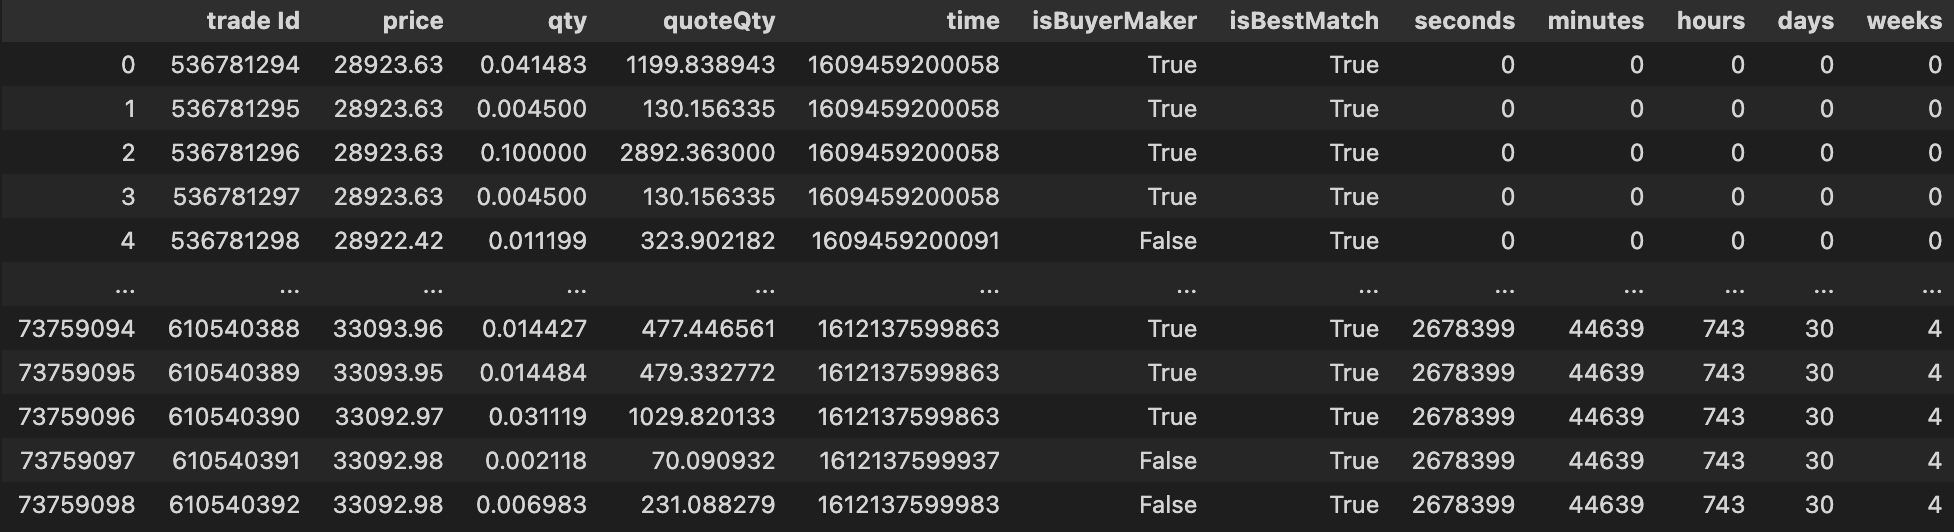 trade Id price qty quoteQty time isBuyerMaker isBestMatch seconds minutes hours days weeks
0 536781294 28923.63 0.041483 1199.838943 1609459200058 True True 0 0 0 0 0
1 536781295 28923.63 0.004500 130.156335 1609459200058 True True 0 0 0 0 0
2 536781296 28923.63 0.100000 2892.363000 1609459200058 True True 0 0 0 0 0
3 536781297 28923.63 0.004500 130.156335 1609459200058 True True 0 0 0 0 0
4 536781298 28922.42 0.011199 323.902182 1609459200091 False True 0 0 0 0 0
... ... ... ... ... ... ... ... ... ... ... ... ...
73759094 610540388 33093.96 0.014427 477.446561 1612137599863 True True 2678399 44639 743 30 4
73759095 610540389 33093.95 0.014484 479.332772 1612137599863 True True 2678399 44639 743 30 4
73759096 610540390 33092.97 0.031119 1029.820133 1612137599863 True True 2678399 44639 743 30 4
73759097 610540391 33092.98 0.002118 70.090932 1612137599937 False True 2678399 44639 743 30 4
73759098 610540392 33092.98 0.006983 231.088279 1612137599983 False True 2678399 44639 743 30 4